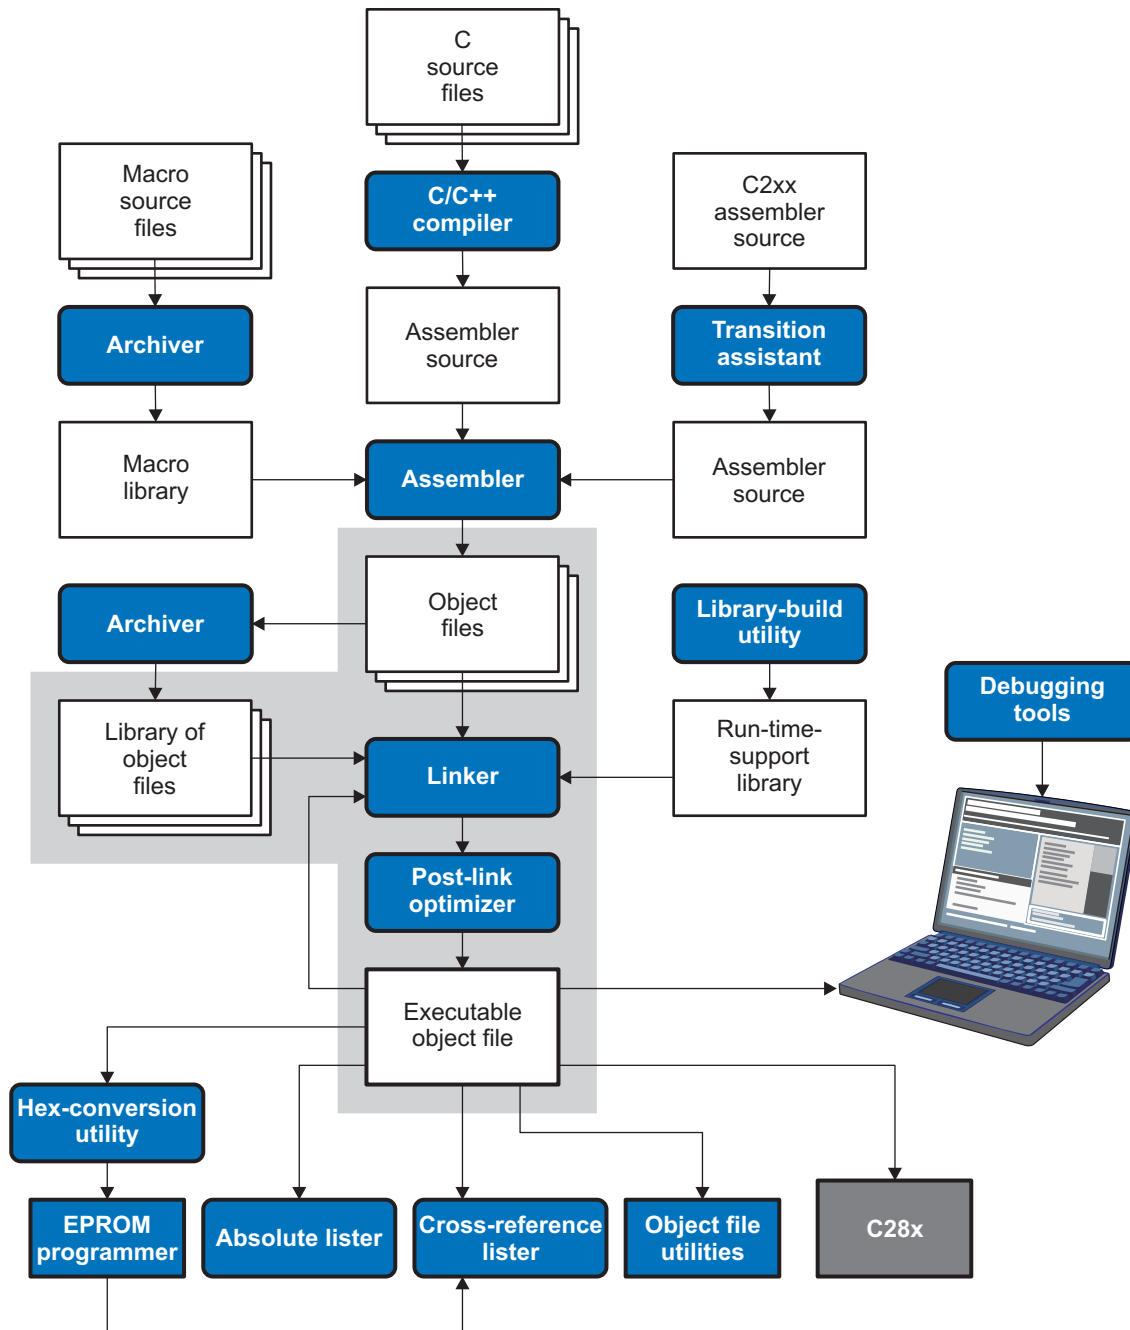 C
source
files
Macro
source
files
C/C++
compiler
C2xx
assembler
source
Archiver
Assembler
source
Transition
assistant
Macro
library
Assembler
Assembler
source
Archiver
Object
files
Library-build
utility
Debugging
tools
Library of
object
files
Linker
Run-time-
support
library
Post-link
optimizer
Executable
object file
Hex-conversion
utility
EPROM
programmer
Absolute lister
Cross-reference
lister
Object file
utilities
C28x